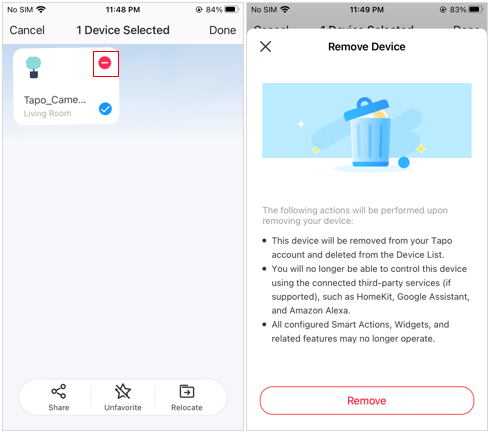 No SIM 11:48 PM 84%
Cancel 1 Device Selected Done
Tapo_Came...
Living Room
Share Unfavorite Relocate
No SIM 11:49 PM 83%
Cancel 1 Device Selected Done
Remove Device
The following actions will be performed upon
removing your device:
• This device will be removed from your Tapo
account and deleted from the Device List.
• You will no longer be able to control this device
using the connected third-party services (if
supported), such as HomeKit, Google Assistant,
and Amazon Alexa.
• All configured Smart Actions, Widgets, and
related features may no longer operate.
Remove